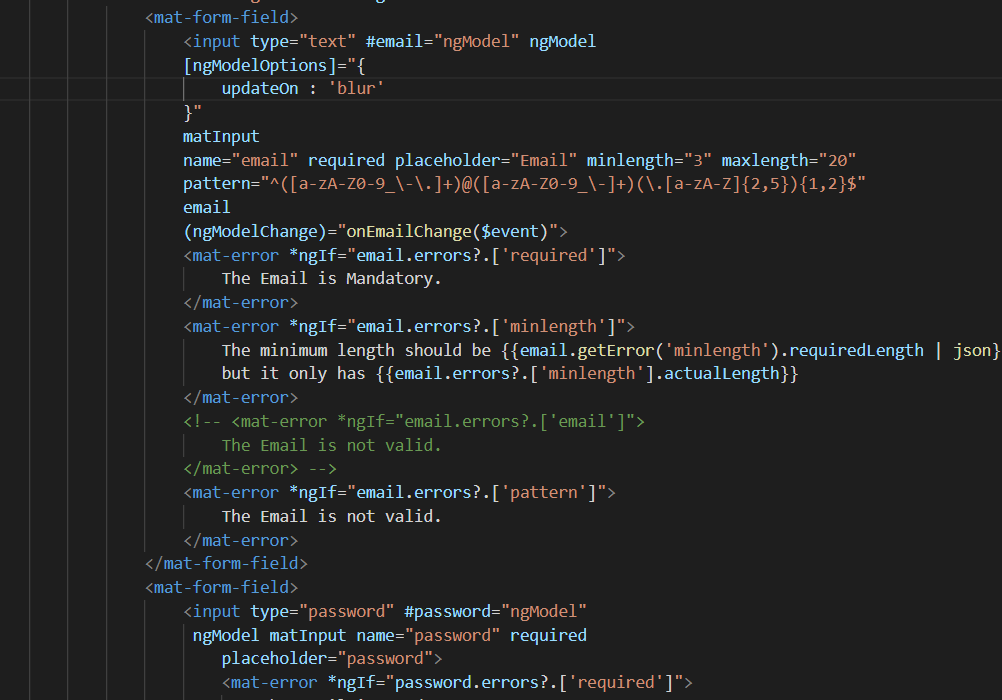 <mat-form-field>
<input type="text" #email="ngModel" ngModel
[ngModelOptions]="{
updateOn : 'blur'
}"
matInput
name="email" required placeholder="Email" minlength="3" maxlength="20"
pattern="^([a-zA-Z0-9_\-\.]+)@([a-zA-Z0-9_\-]+)(\.[a-zA-Z]{2,5}){1,2}$"
email
(ngModelChange)="onEmailChange($event)">
<mat-error *ngIf="email.errors?.['required']">
The Email is Mandatory.
</mat-error>
<mat-error *ngIf="email.errors?.['minlength']">
The minimum length should be {{email.getError('minlength').requiredLength | json}
but it only has {{email.errors?.['minlength'].actualLength}}
</mat-error>
<!-- <mat-error *ngIf="email.errors?.['email']">
The Email is not valid.
</mat-error> -->
<mat-error *ngIf="email.errors?.['pattern']">
The Email is not valid.
</mat-error>
</mat-form-field>
<mat-form-field>
<input type="password" #password="ngModel"
ngModel matInput name="password" required
placeholder="password">
<mat-error *ngIf="password.errors?.['required']">